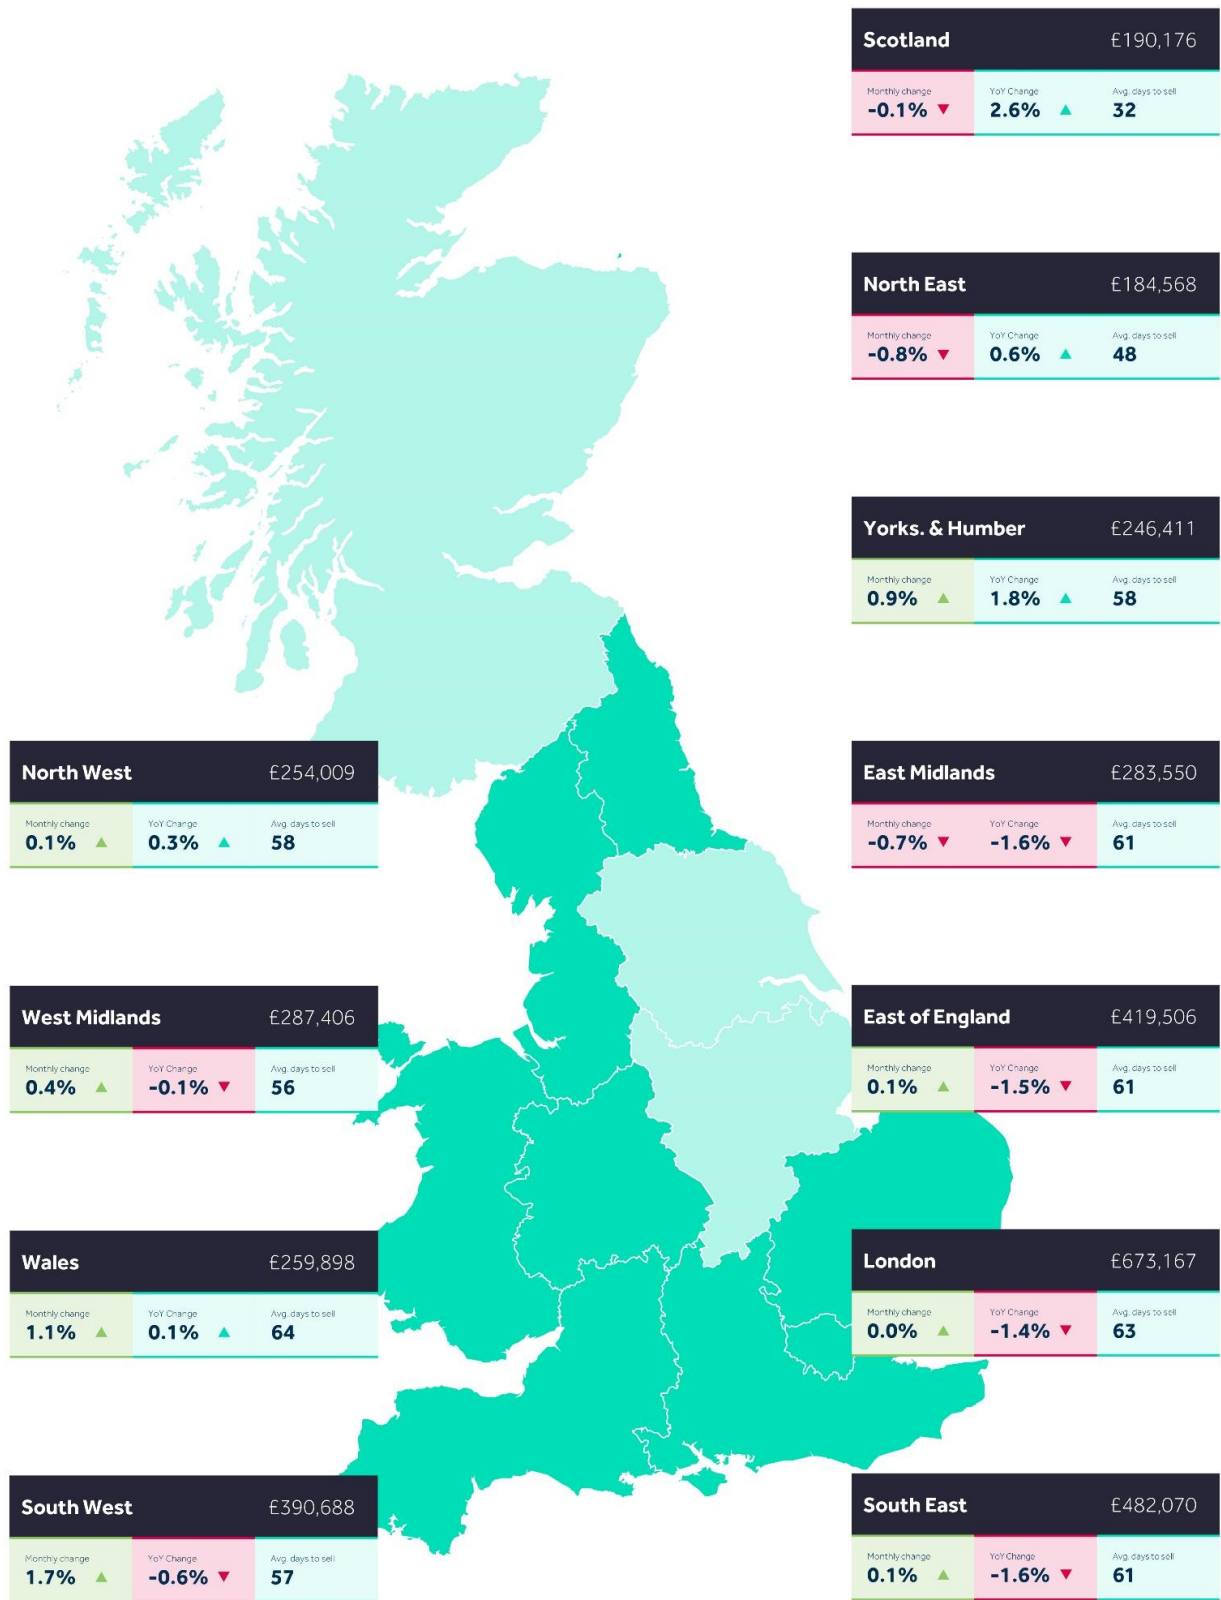 Scotland £190,176
Monthly change YoY Change Avg. days to sell
-0.1% ▼ 2.6% ▲ 32
North East £184,568
Monthly change YoY Change Avg. days to sell
-0.8% ▼ 0.6% ▲ 48
Yorks. & Humber £246,411
Monthly change YoY Change Avg. days to sell
0.9% ▲ 1.8% ▲ 58
North West £254,009
Monthly change YoY Change Avg. days to sell
0.1% ▲ 0.3% ▲ 58
East Midlands £283,550
Monthly change YoY Change Avg. days to sell
-0.7% ▼ -1.6% ▼ 61
West Midlands £287,406
Monthly change YoY Change Avg. days to sell
0.4% ▲ -0.1% ▼ 56
East of England £419,506
Monthly change YoY Change Avg. days to sell
0.1% ▲ -1.5% ▼ 61
Wales £259,898
Monthly change YoY Change Avg. days to sell
1.1% ▲ 0.1% ▲ 64
London £673,167
Monthly change YoY Change Avg. days to sell
0.0% ▲ -1.4% ▼ 63
South West £390,688
Monthly change YoY Change Avg. days to sell
1.7% ▲ -0.6% ▼ 57
South East £482,070
Monthly change YoY Change Avg. days to sell
0.1% ▲ -1.6% ▼ 61